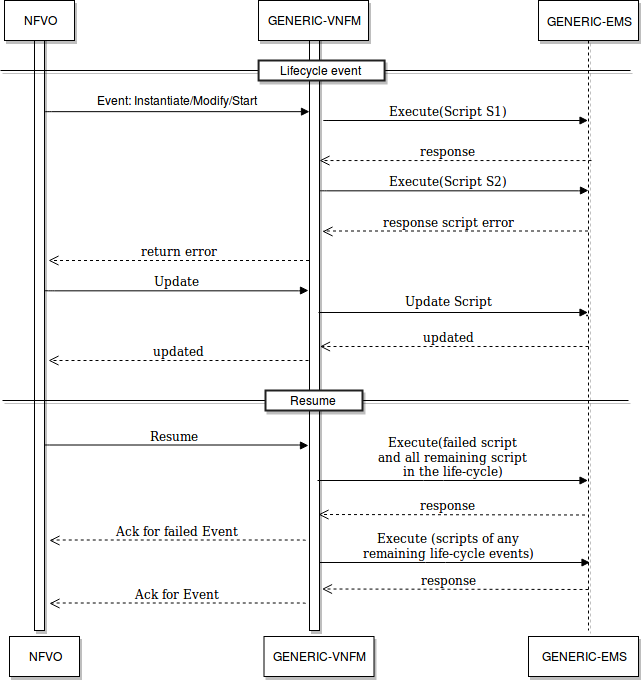 NFVO
GENERIC-VNFM
GENERIC-EMS
Lifecycle event
Event: Instantiate/Modify/Start
Execute(Script S1)
response
Execute(Script S2)
response script error
return error
Update
Update Script
updated
updated
Resume
Resume
Execute(failed script
and all remaining script
in the life-cycle)
response
Ack for failed Event
Execute (scripts of any
remaining life-cycle events)
response
Ack for Event
NFVO
GENERIC-VNFM
GENERIC-EMS